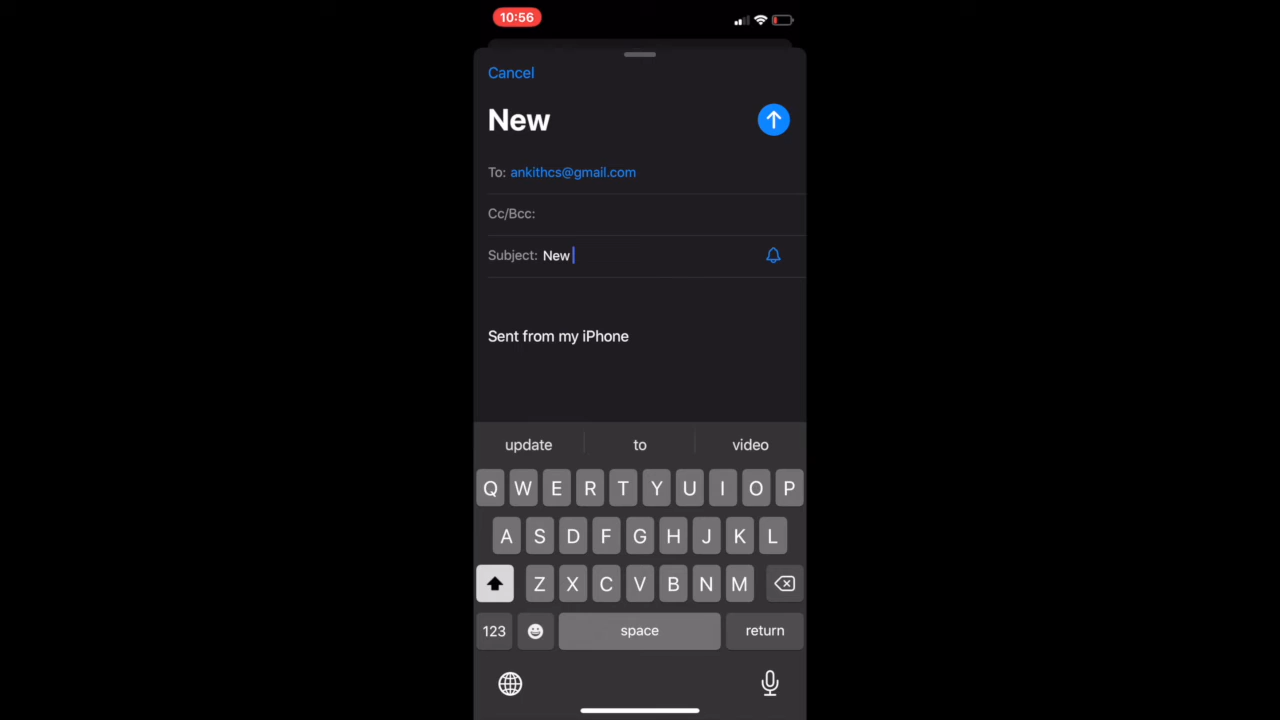 10:56
Cancel
New
To: ankithcs@gmail.com
Cc/Bcc:
Subject: New
Sent from my iPhone
update to video
Q W E R T Y U I O P
A S D F G H J K L
Z X C V B N M
123 space return